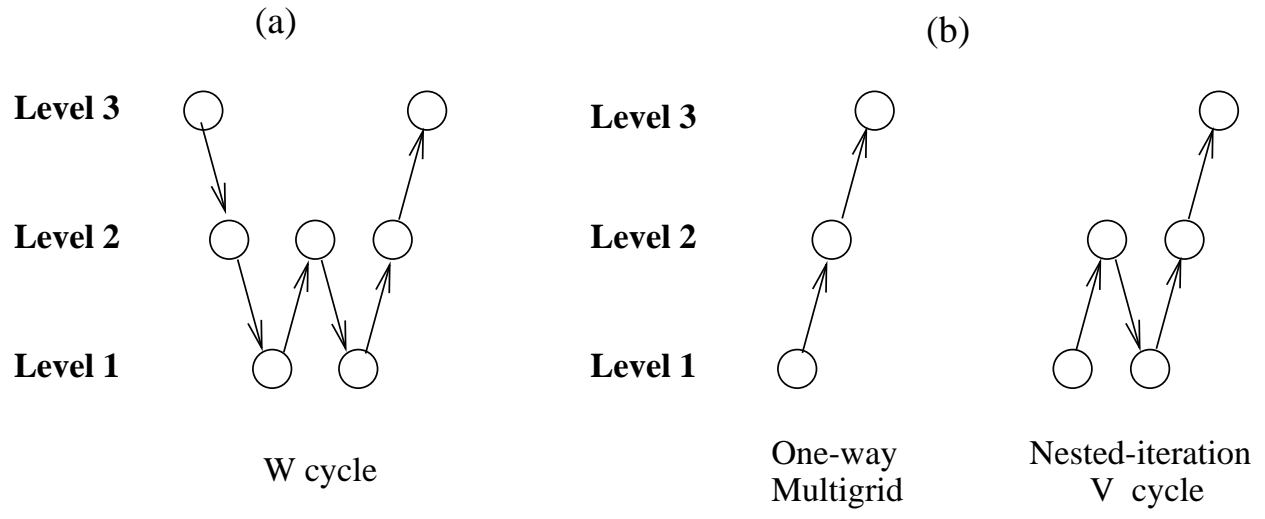 (a)
Level 3
Level 2
Level 1
W cycle
(b)
Level 3
Level 2
Level 1
One-way
Multigrid
Nested-iteration
V cycle